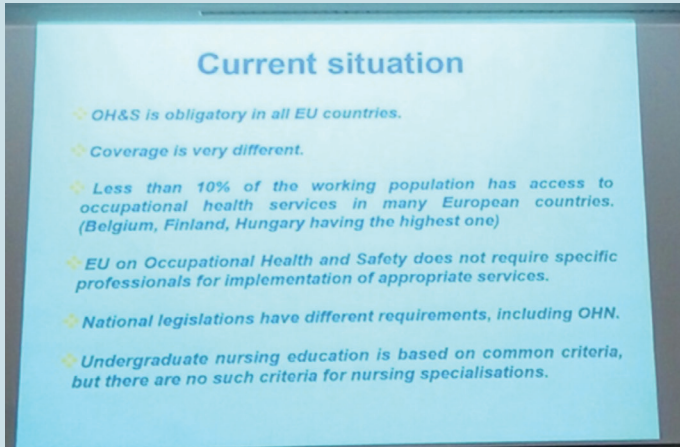 Current situation
OH&S is obligatory in all EU countries.
Coverage is very different.
Less than 10% of the working population has access to
occupational health services in many European countries.
(Belgium, Finland, Hungary having the highest one)
EU on Occupational Health and Safety does not require specific
professionals for implementation of appropriate services.
National legislations have different requirements, including OHN.
Undergraduate nursing education is based on common criteria,
but there are no such criteria for nursing specialisations.